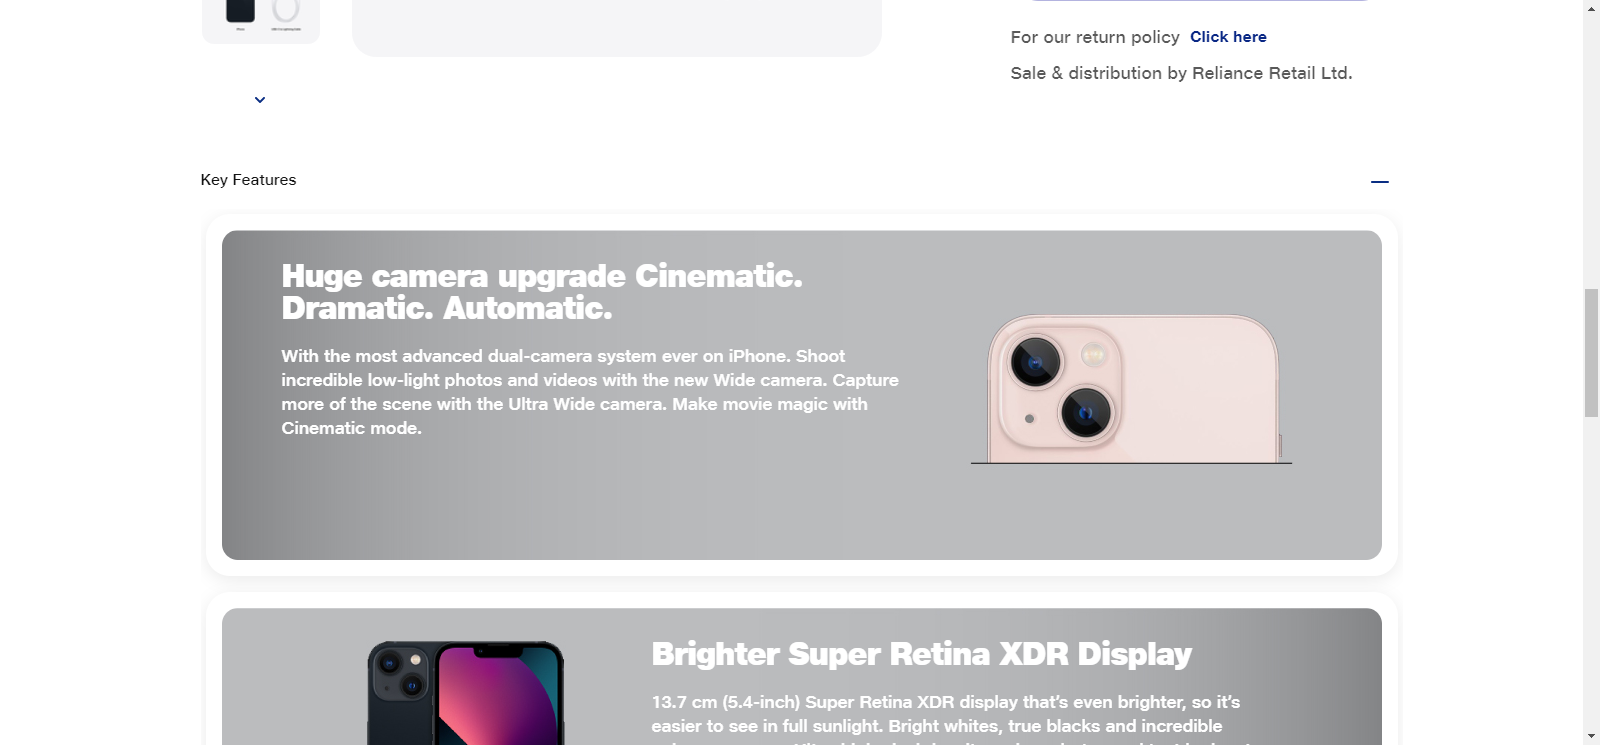 For our return policy Click here
Sale & distribution by Reliance Retail Ltd.
Key Features
Huge camera upgrade Cinematic.
Dramatic. Automatic.
With the most advanced dual-camera system ever on iPhone. Shoot
incredible low-light photos and videos with the new Wide camera. Capture
more of the scene with the Ultra Wide camera. Make movie magic with
Cinematic mode.
Brighter Super Retina XDR Display
13.7 cm (5.4-inch) Super Retina XDR display that’s even brighter, so it’s
easier to see in full sunlight. Bright whites, true blacks and incredible